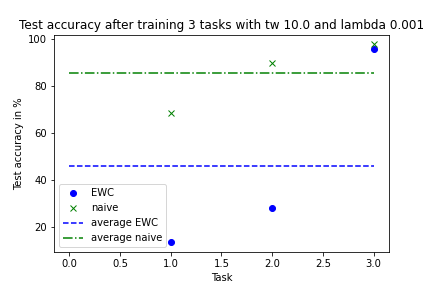 Test accuracy after training 3 tasks with tw 10.0 and lambda 0.001
100
80
60
40
20
Test accuracy in %
EWC
naive
average EWC
average naive
0.0 0.5 1.0 1.5 2.0 2.5 3.0
Task